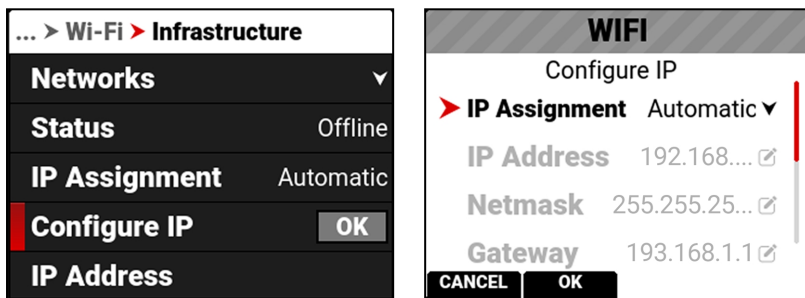 ... > Wi-Fi > Infrastructure
Networks
Status Offline
IP Assignment Automatic
Configure IP OK
IP Address
WIFI
Configure IP
IP Assignment Automatic
IP Address 192.168....
Netmask 255.255.25...
Gateway 193.168.1.1
CANCEL OK